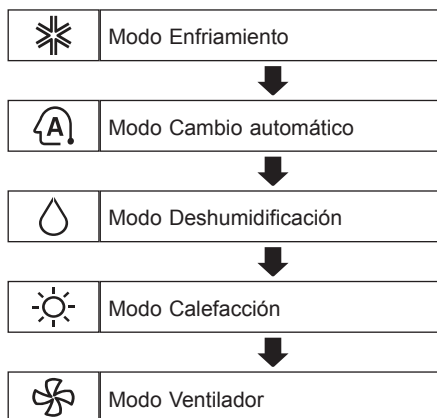 Modo Enfriamiento
A
Modo Cambio automático
Modo Deshumidificación
Modo Calefacción
Modo Ventilador